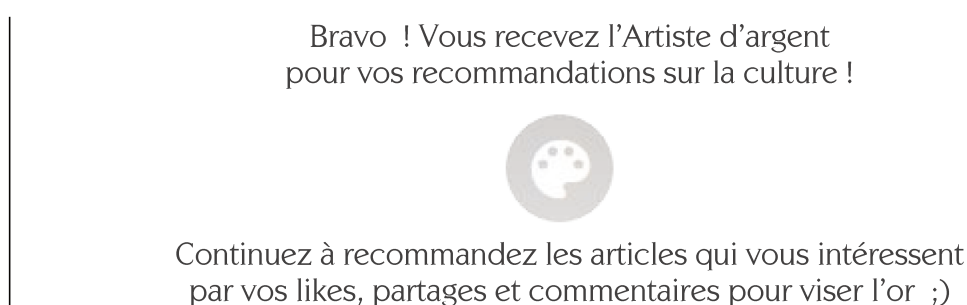 Bravo  ! Vous recevez l’Artiste d’argent
pour vos recommandations sur la culture !
Continuez à recommandez les articles qui vous intéressent
par vos likes, partages et commentaires pour viser l’or  ;)